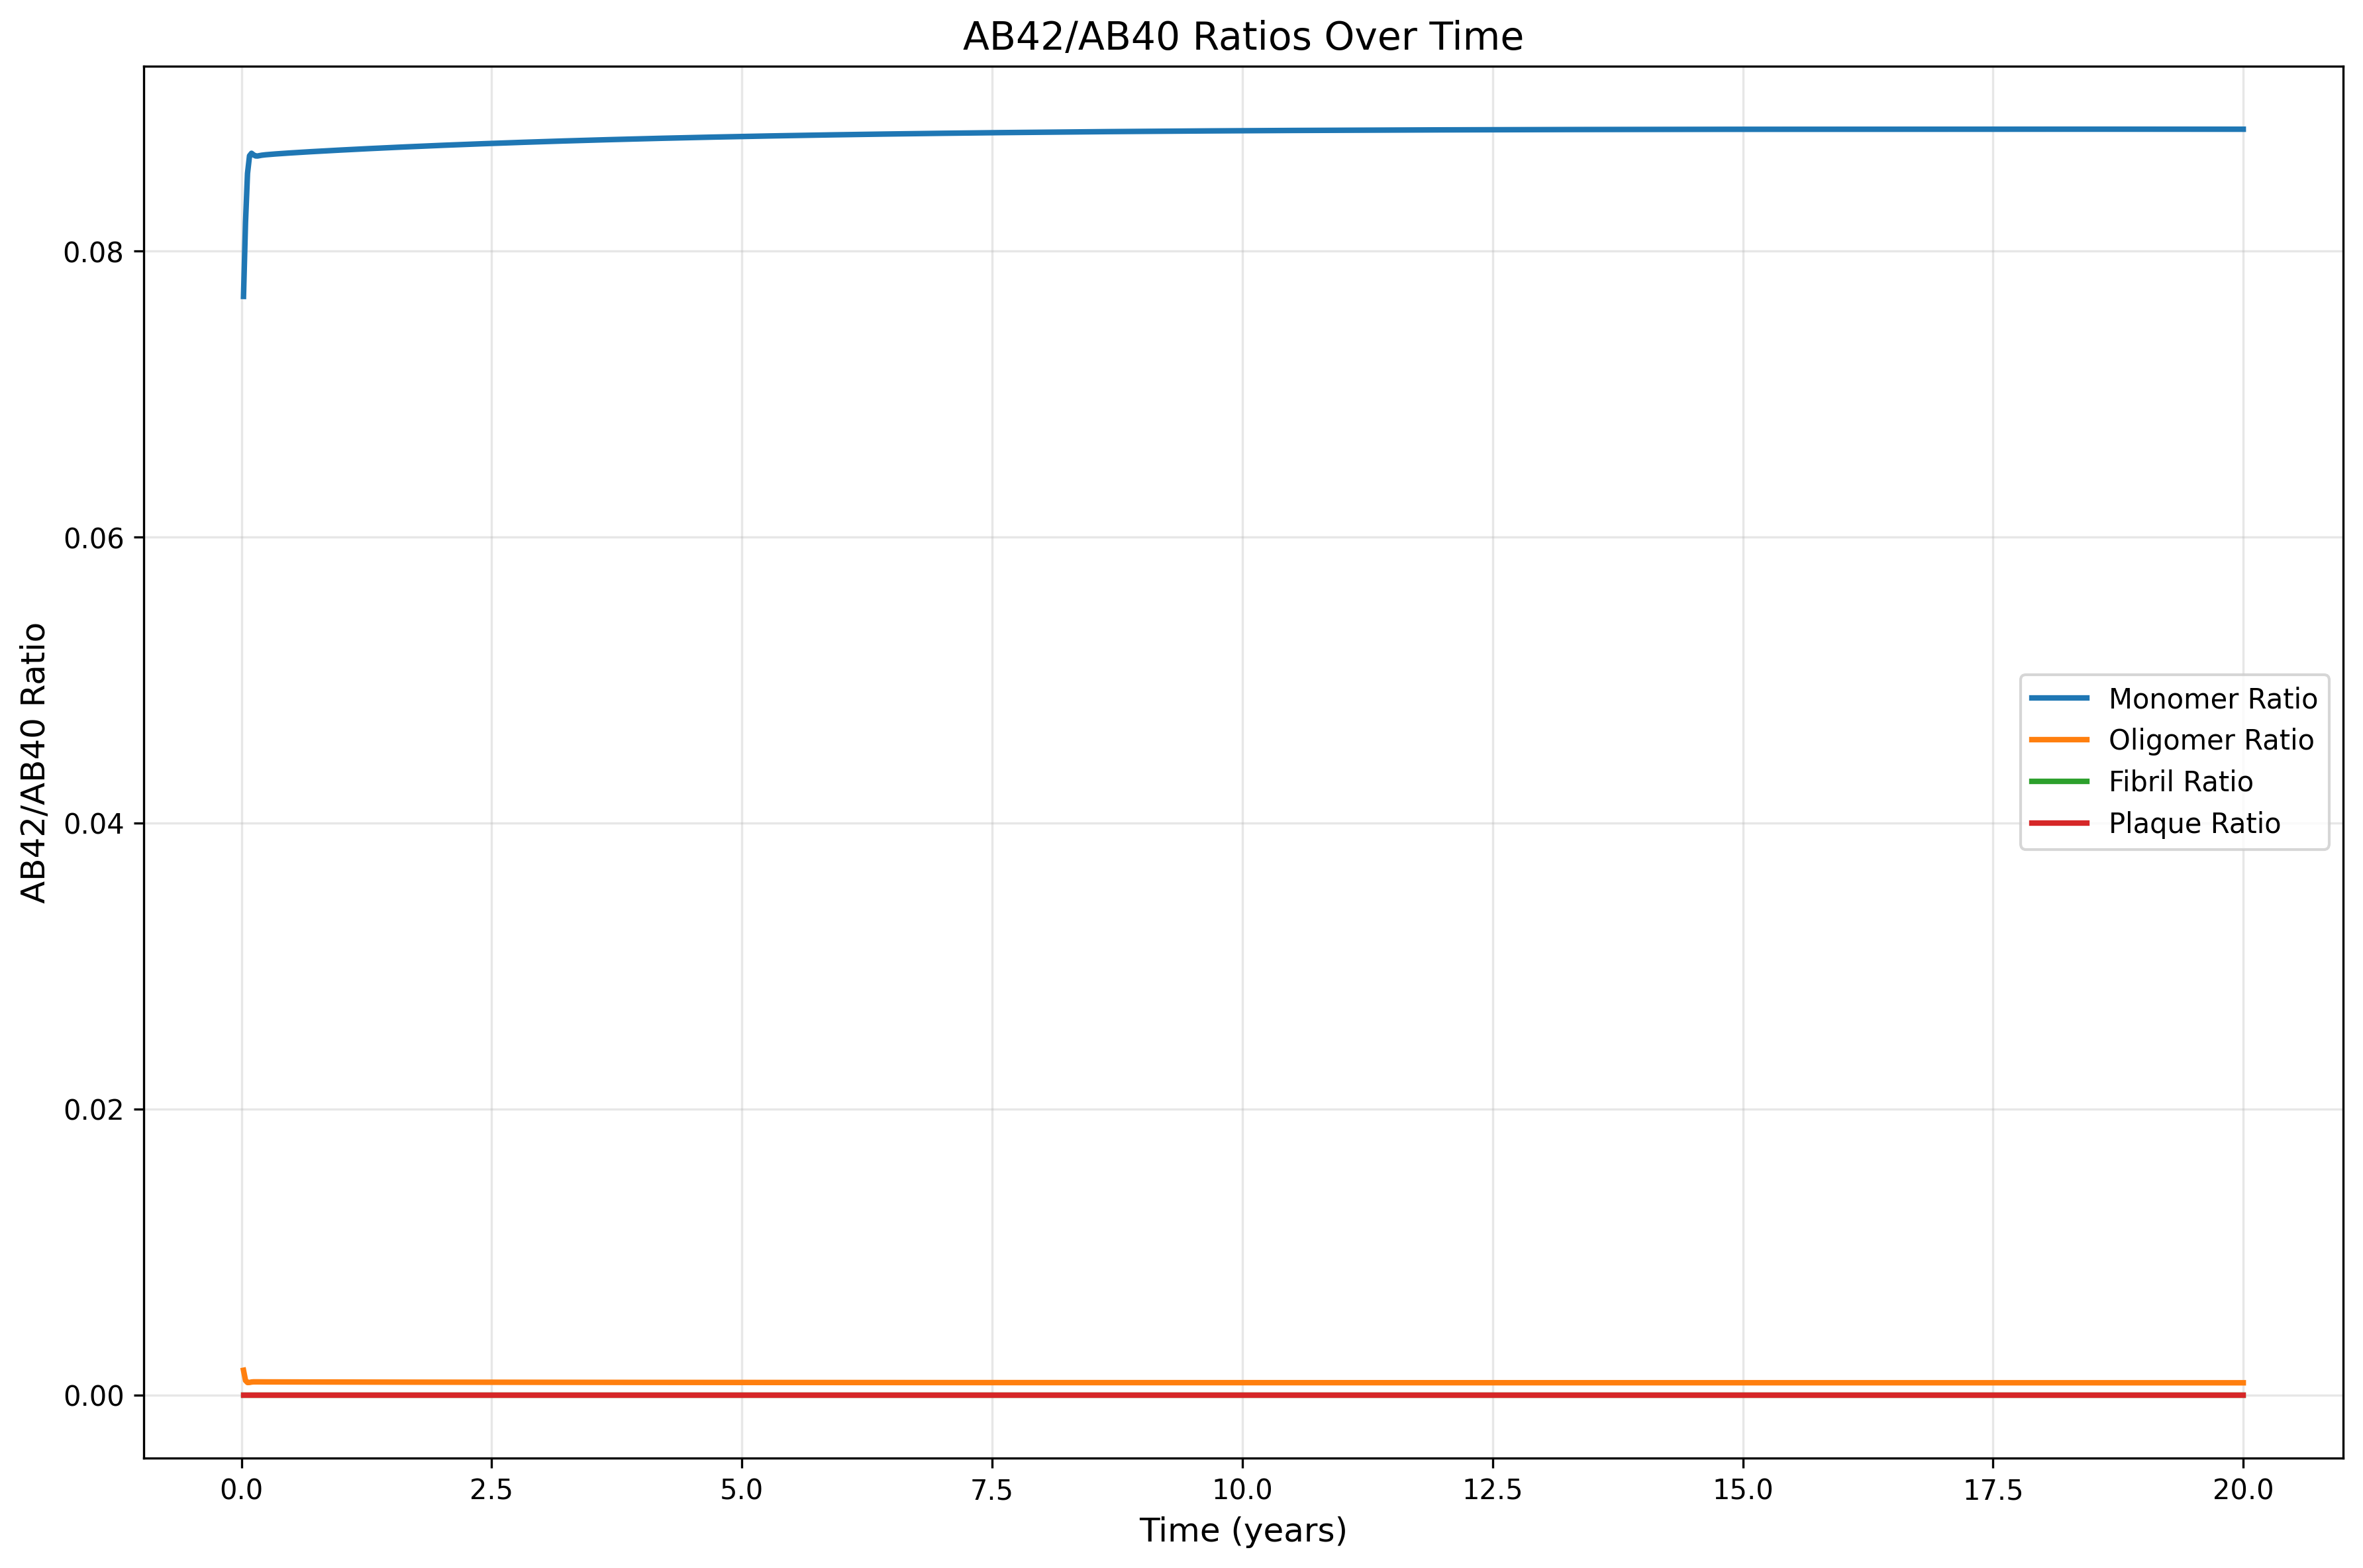 AB42/AB40 Ratios Over Time
AB42/AB40 Ratio
0.08
0.06
0.04
0.02
0.00
Monomer Ratio
Oligomer Ratio
Fibril Ratio
Plaque Ratio
0.0 2.5 5.0 7.5 10.0 12.5 15.0 17.5 20.0
Time (years)